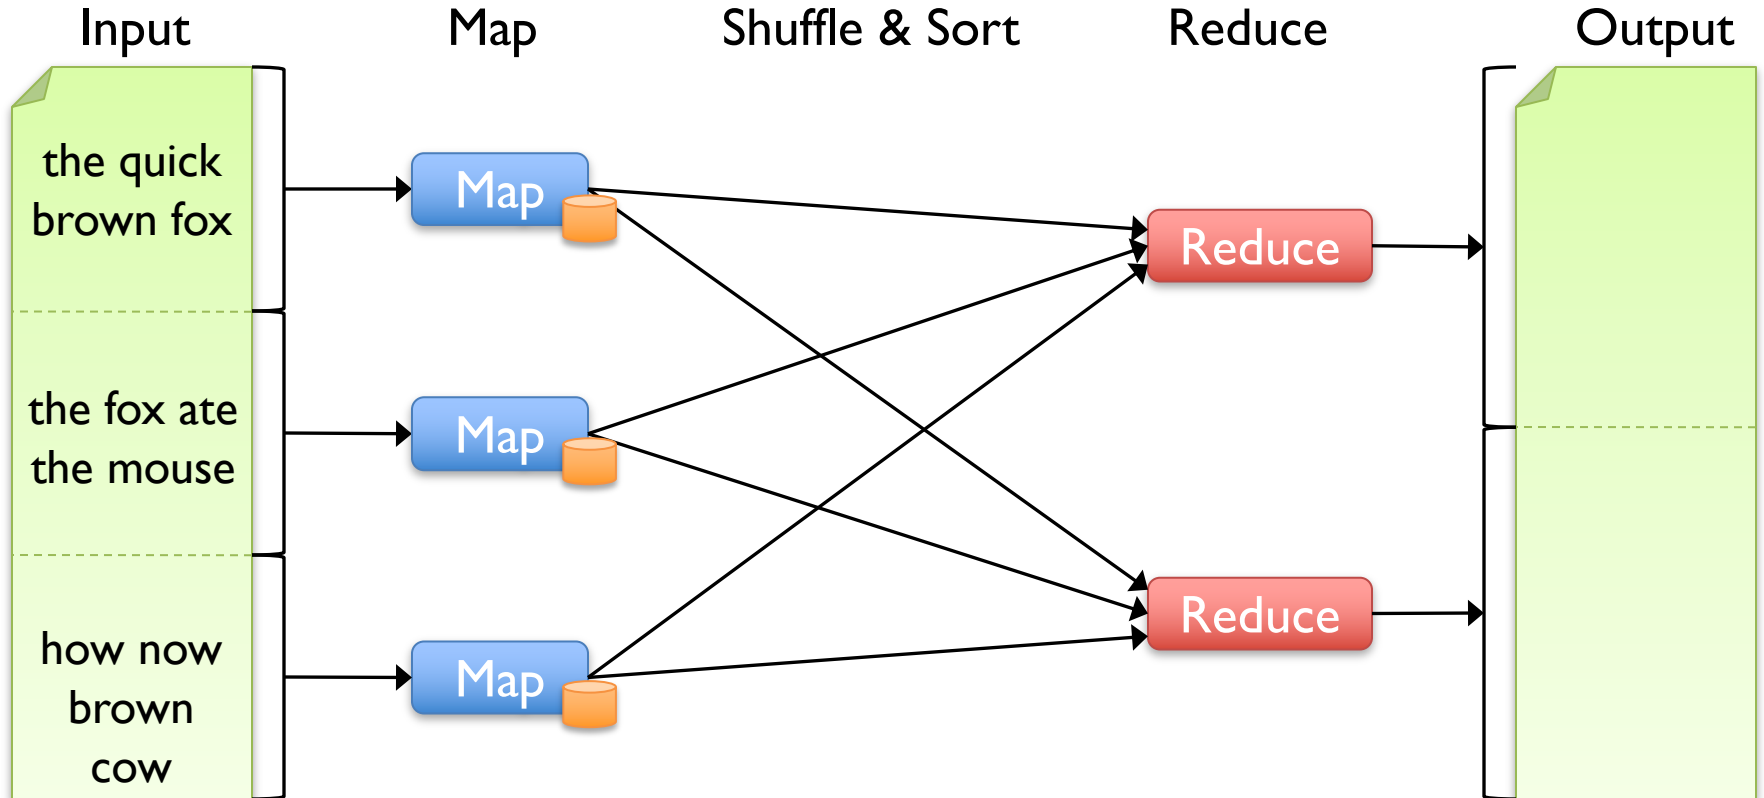 Input
Map
Shuffle & Sort
Reduce
Output
the quick
brown fox
Map
Reduce
the fox ate
the mouse
Map
how now
brown
cow
Map
Reduce